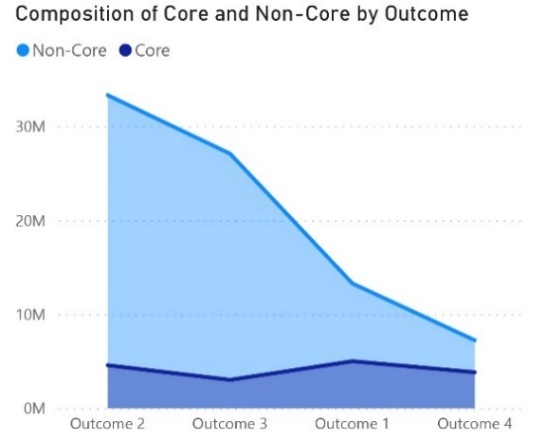 Composition of Core and Non-Core by Outcome
Non-Core Core
30M
20M
10M
0M
Outcome 2 Outcome 3 Outcome 1 Outcome 4